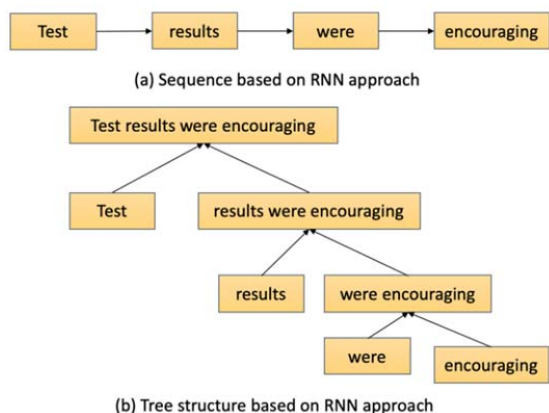 Test results were encouraging
(a) Sequence based on RNN approach
Test results were encouraging
Test results were encouraging
results were encouraging
were encouraging
(b) Tree structure based on RNN approach